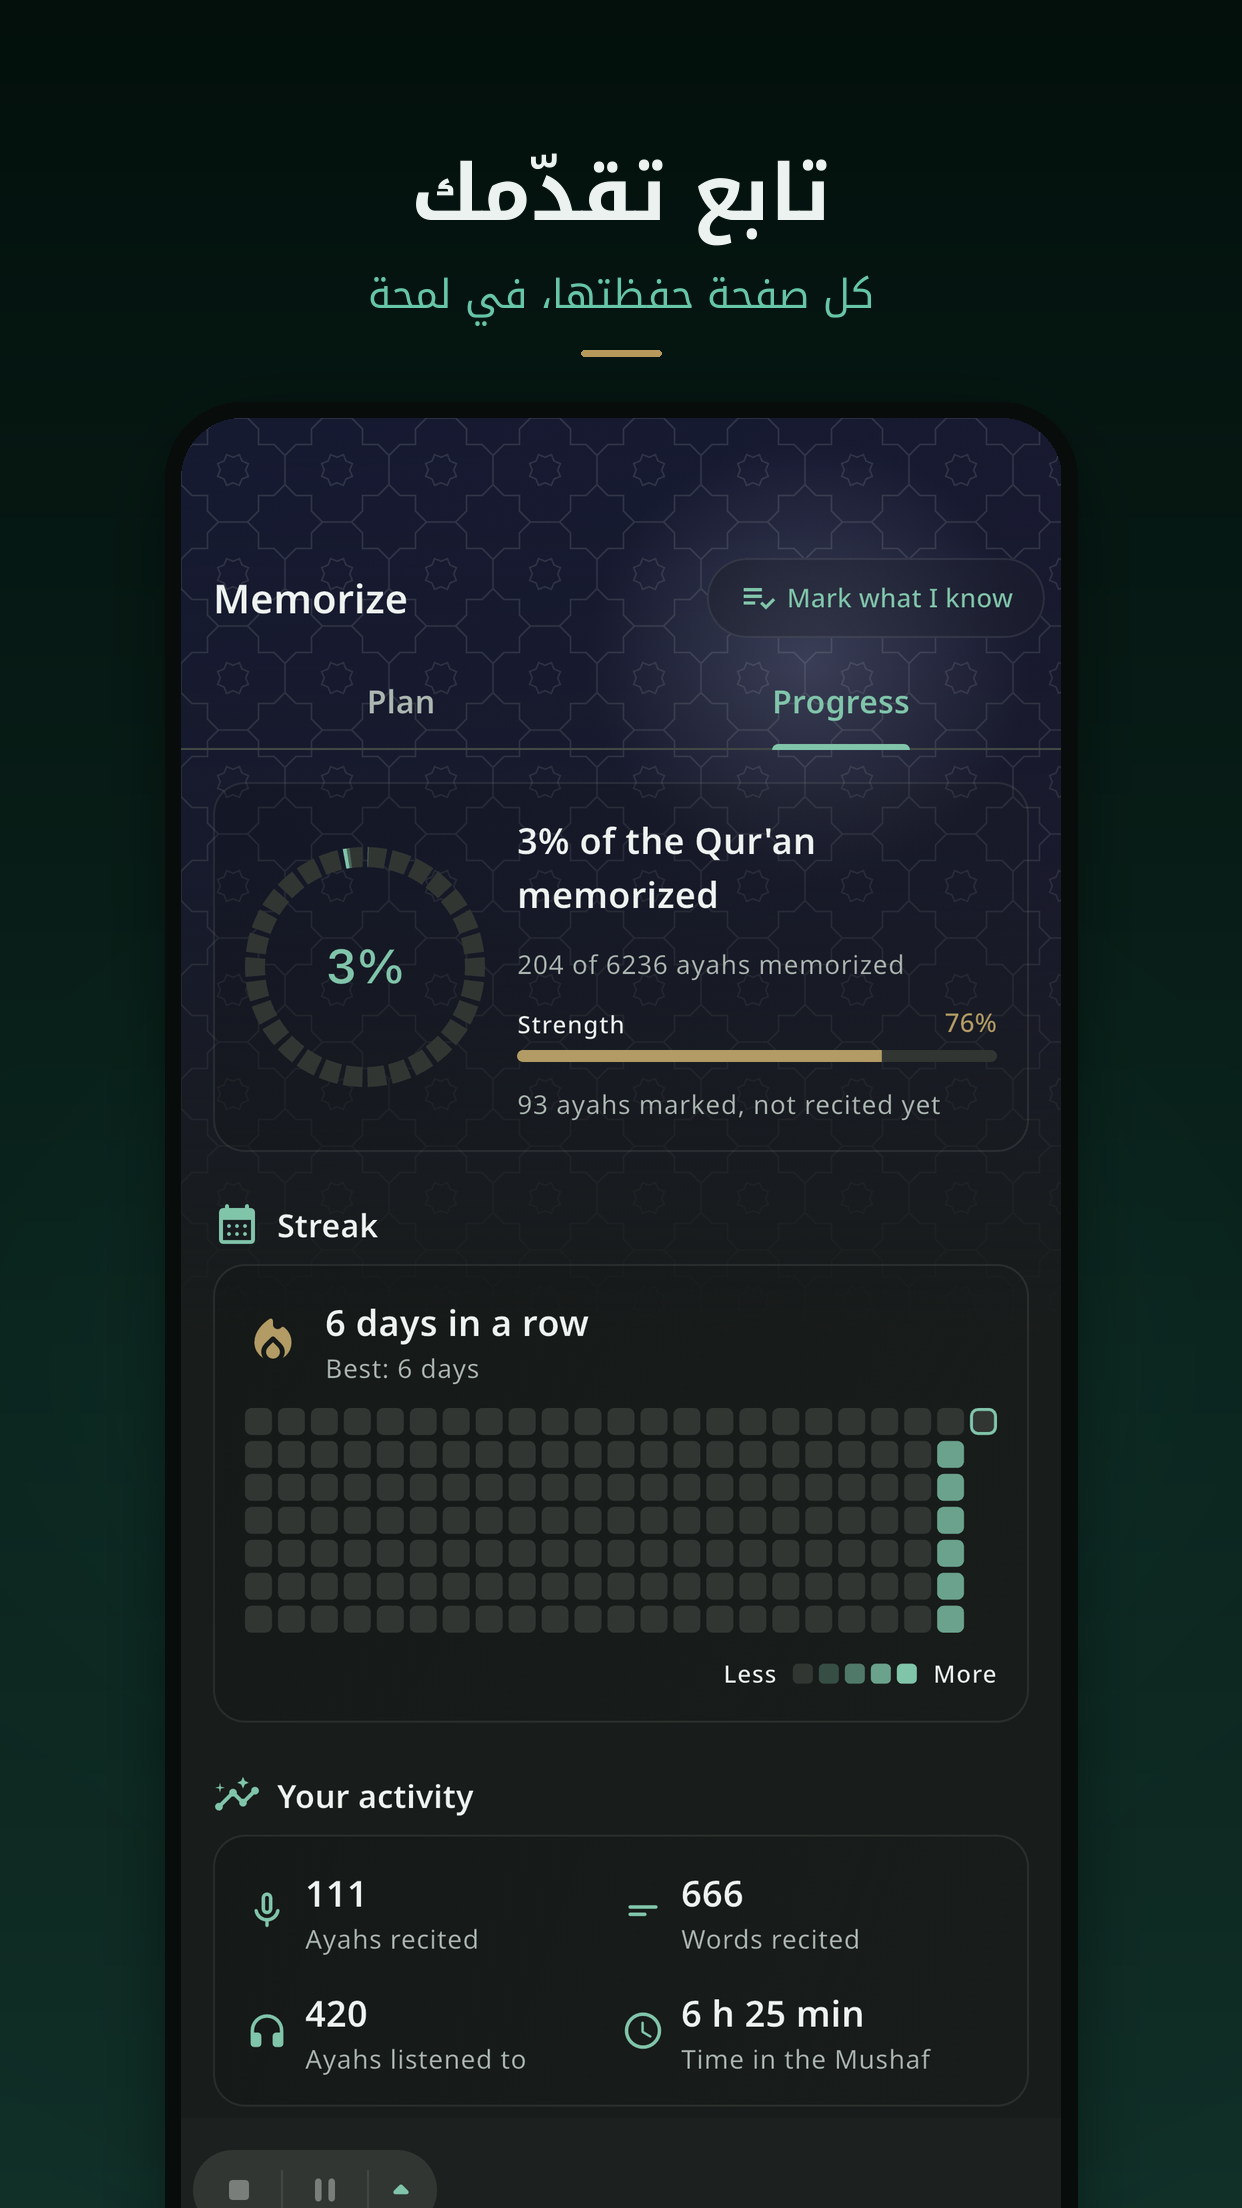 تابع تقدّمك
كل صفحة حفظتها، في لمحة
Memorize
Mark what I know
Plan
Progress
3%
3% of the Qur'an
memorized
204 of 6236 ayahs memorized
Strength
76%
93 ayahs marked, not recited yet
Streak
6 days in a row
Best: 6 days
Less
More
Your activity
111
Ayahs recited
666
Words recited
420
Ayahs listened to
6 h 25 min
Time in the Mushaf